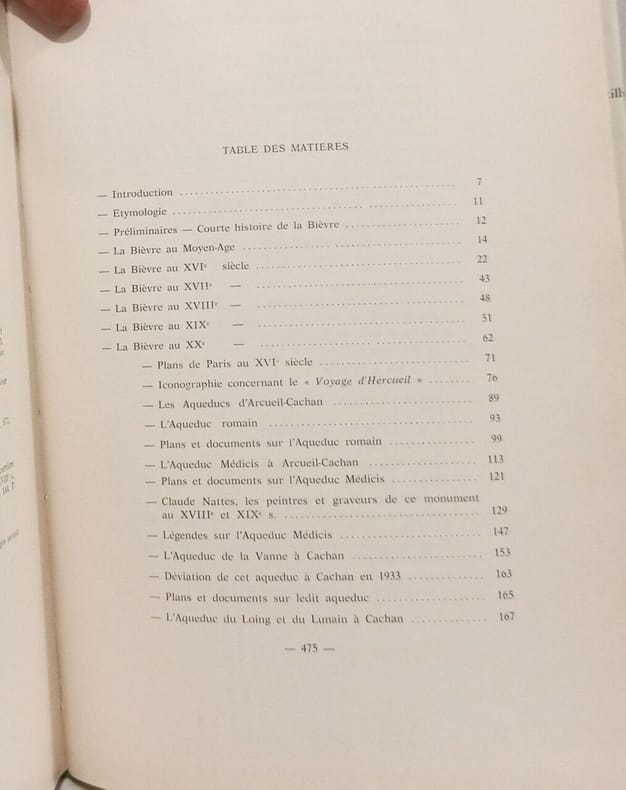 TABLE DES MATIERES
— Introduction 7
— Etymologie 11
— Préliminaires — Courte histoire de la Bièvre 12
— La Bièvre au Moyen-Age 14
— La Bièvre au XVIe siècle 22
— La Bièvre au XVIIe — 43
— La Bièvre au XVIIIe — 48
— La Bièvre au XIXe — 51
— La Bièvre au XXe — 62
— Plans de Paris au XVIe siècle 71
— Iconographie concernant le « Voyage d'Hercueil » 76
— Les Aqueducs d'Arcueil-Cachan 89
— L'Aqueduc romain 93
— Plans et documents sur l'Aqueduc romain 99
— L'Aqueduc Médicis à Arcueil-Cachan 113
— Plans et documents sur l'Aqueduc Médicis 121
— Claude Nattes, les peintres et graveurs de ce monument
au XVIIIe et XIXe s. 129
— Légendes sur l'Aqueduc Médicis 147
— L'Aqueduc de la Vanne à Cachan 153
— Déviation de cet aqueduc à Cachan en 1933 163
— Plans et documents sur ledit aqueduc 165
— L'Aqueduc du Loing et du Lunain à Cachan 167
— 475 —